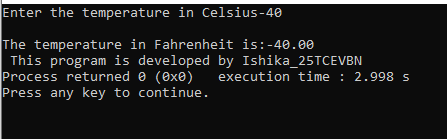 Enter the temperature in Celsius-40
The temperature in Fahrenheit is:-40.00
This program is developed by Ishika_25TCEVBN
Process returned 0 (0x0)   execution time : 2.998 s
Press any key to continue.